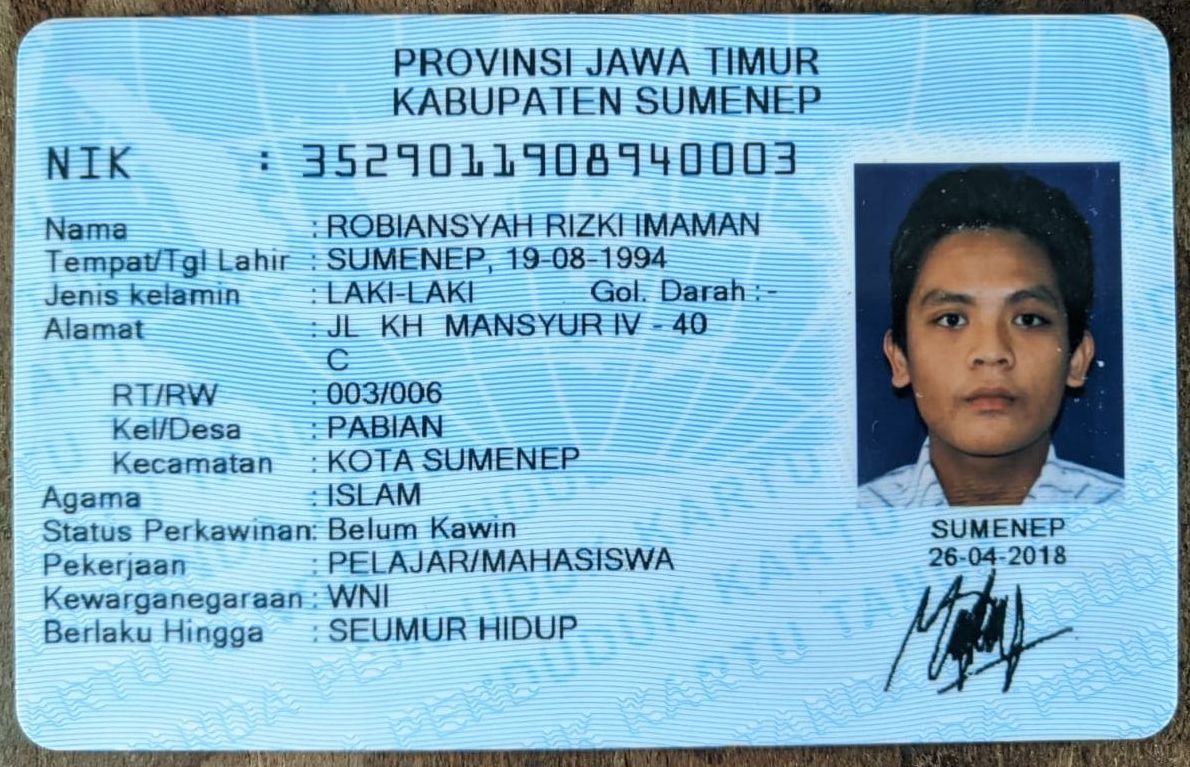 PROVINSI JAWA TIMUR
KABUPATEN SUMENEP
NIK : 3529011908940003
Nama : ROBIANSYAH RIZKI IMAMAN
Tempat/Tgl Lahir : SUMENEP, 19-08-1994
Jenis kelamin : LAKI-LAKI Gol. Darah : -
Alamat : JL KH MANSYUR IV - 40
C
RT/RW : 003/006
Kel/Desa : PABIAN
Kecamatan : KOTA SUMENEP
Agama : ISLAM
Status Perkawinan: Belum Kawin
Pekerjaan : PELAJAR/MAHASISWA
Kewarganegaraan : WNI
Berlaku Hingga : SEUMUR HIDUP
SUMENEP
26-04-2018